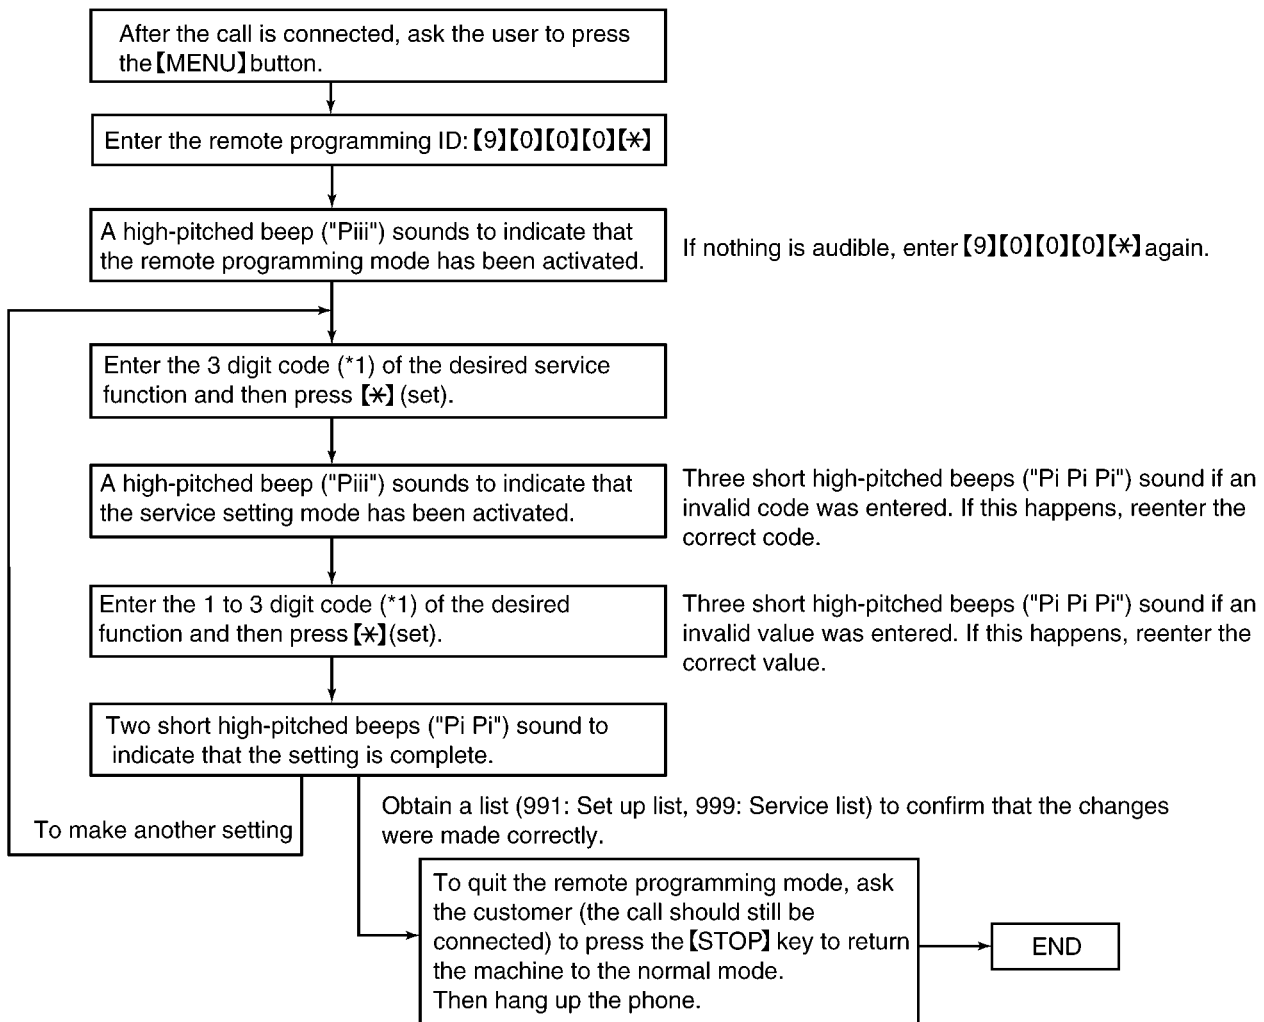 After the call is connected, ask the user to press
the【MENU】button.
Enter the remote programming ID:【9】【0】【0】【0】【*】
A high-pitched beep ("Piii") sounds to indicate that
the remote programming mode has been activated.
If nothing is audible, enter【9】【0】【0】【0】【*】again.
Enter the 3 digit code (*1) of the desired service
function and then press【*】(set).
A high-pitched beep ("Piii") sounds to indicate that
the service setting mode has been activated.
Three short high-pitched beeps ("Pi Pi Pi") sound if an
invalid code was entered. If this happens, reenter the
correct code.
Enter the 1 to 3 digit code (*1) of the desired
function and then press【*】(set).
Three short high-pitched beeps ("Pi Pi Pi") sound if an
invalid value was entered. If this happens, reenter the
correct value.
Two short high-pitched beeps ("Pi Pi") sound to
indicate that the setting is complete.
To make another setting
Obtain a list (991: Set up list, 999: Service list) to confirm that the changes
were made correctly.
To quit the remote programming mode, ask
the customer (the call should still be
connected) to press the【STOP】key to return
the machine to the normal mode.
Then hang up the phone.
END